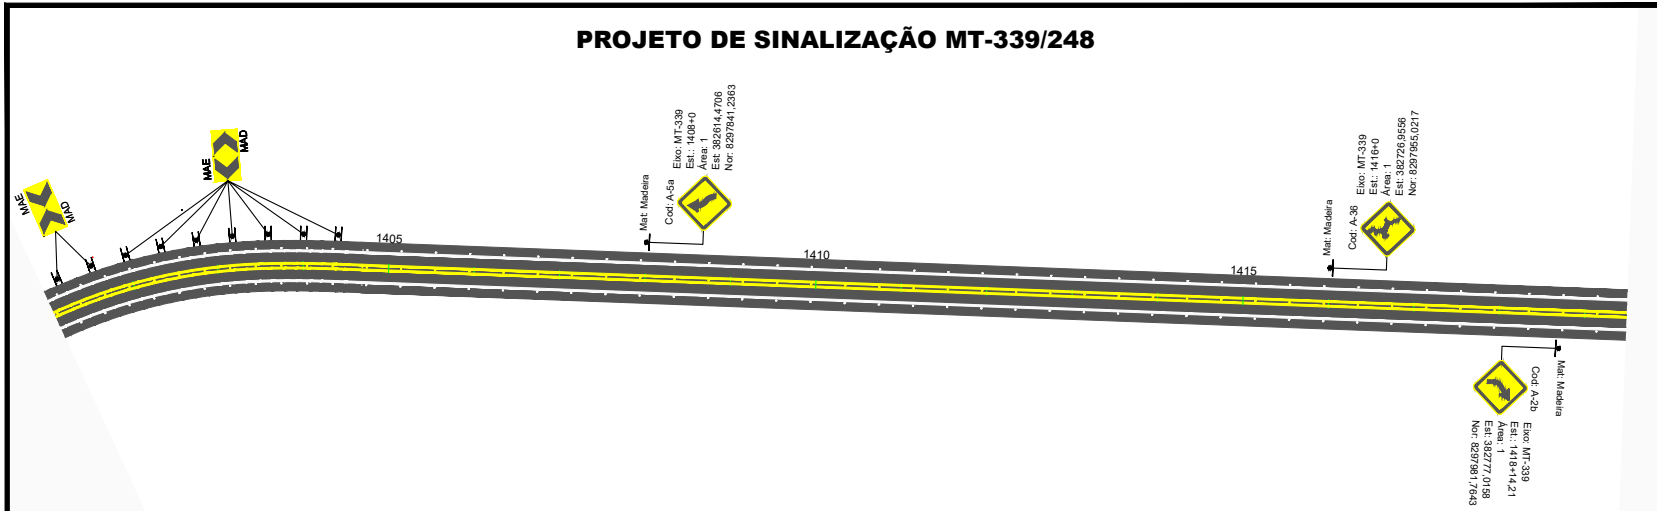 PROJETO DE SINALIZAÇÃO MT-339/248
MAE
MAD
MAE
MAD
1405
Mat: Madeira
Cod: A-5a
Eixo: MT-339
Est.: 1408+0
Área: 1
Est: 382614,4706
Nor: 8297841,2363
1410
1415
Mat: Madeira
Cod: A-36
Eixo: MT-339
Est.: 1416+0
Área: 1
Est: 382726,9556
Nor: 8297955,0217
Mat: Madeira
Cod: A-2b
Eixo: MT-339
Est.: 1418+14,21
Área: 1
Est: 382777,0158
Nor: 8297981,7643